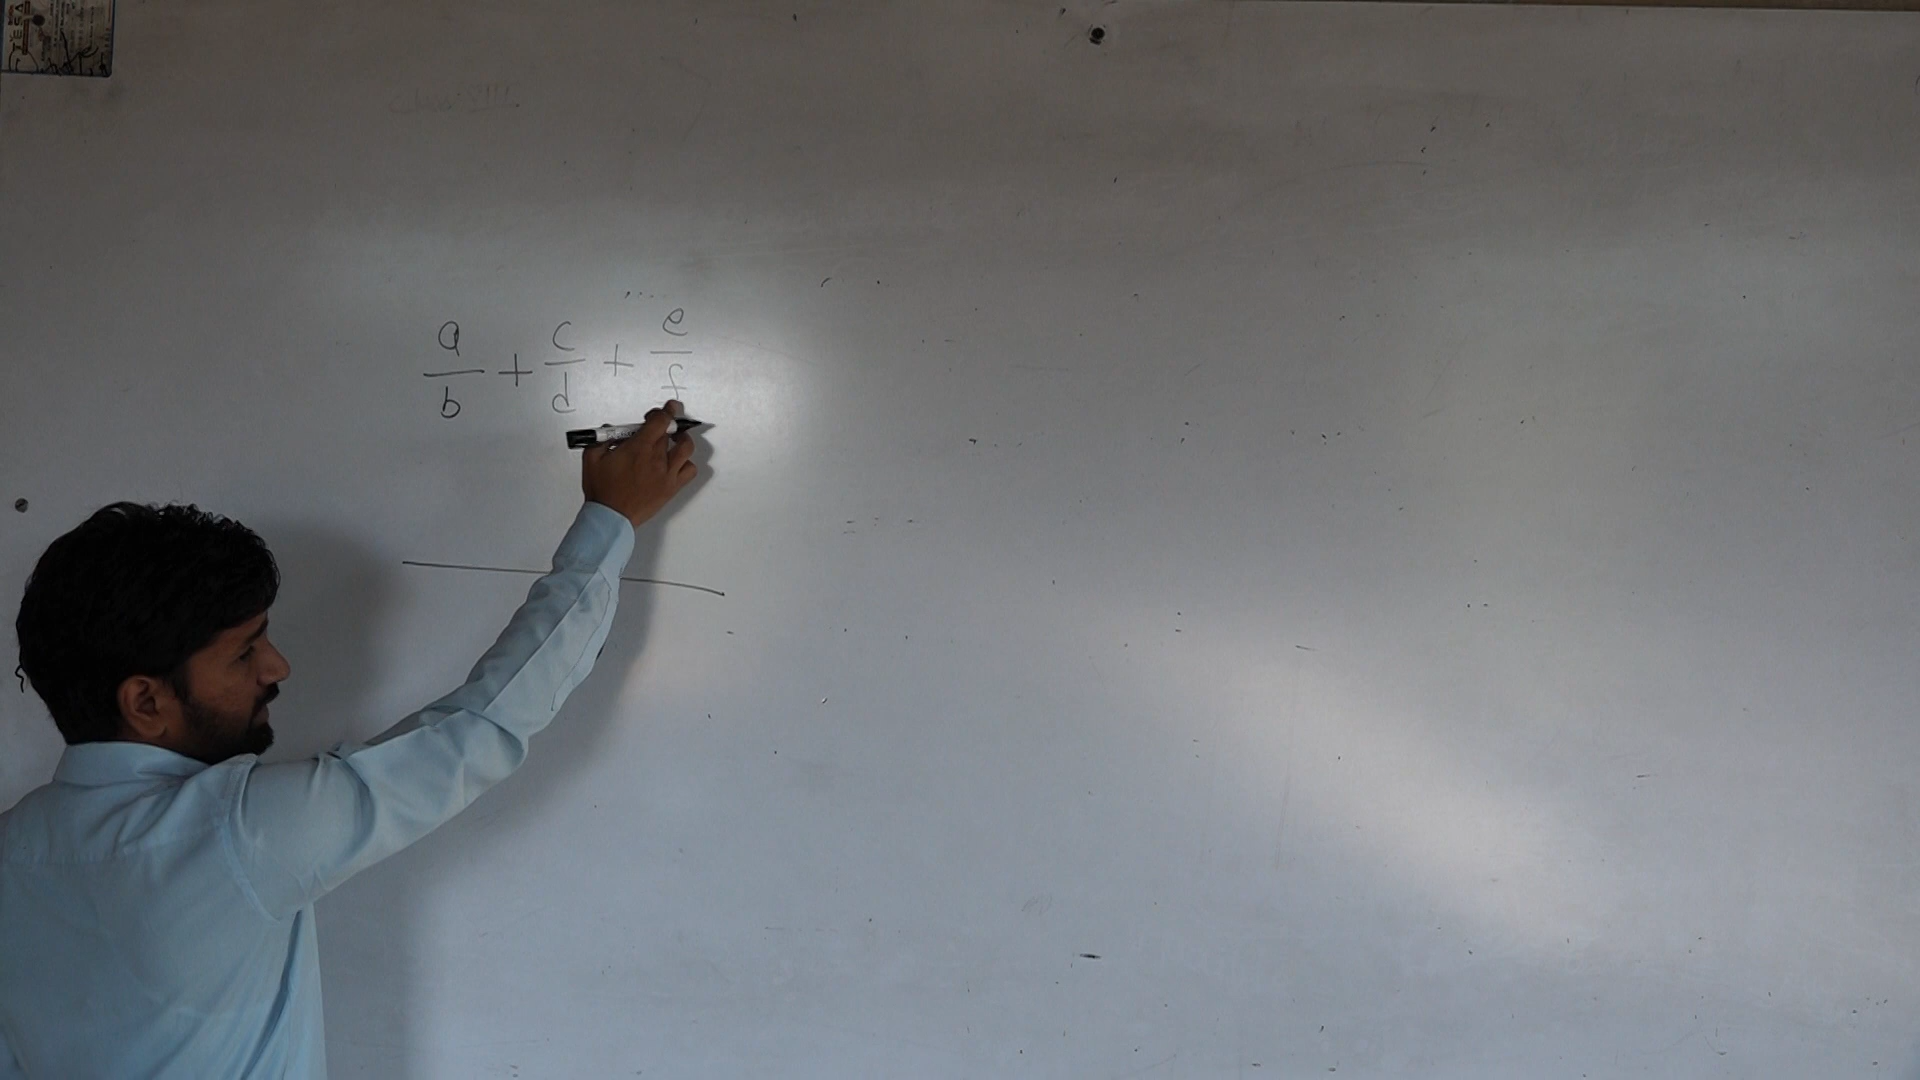 a/b + c/d + e/f